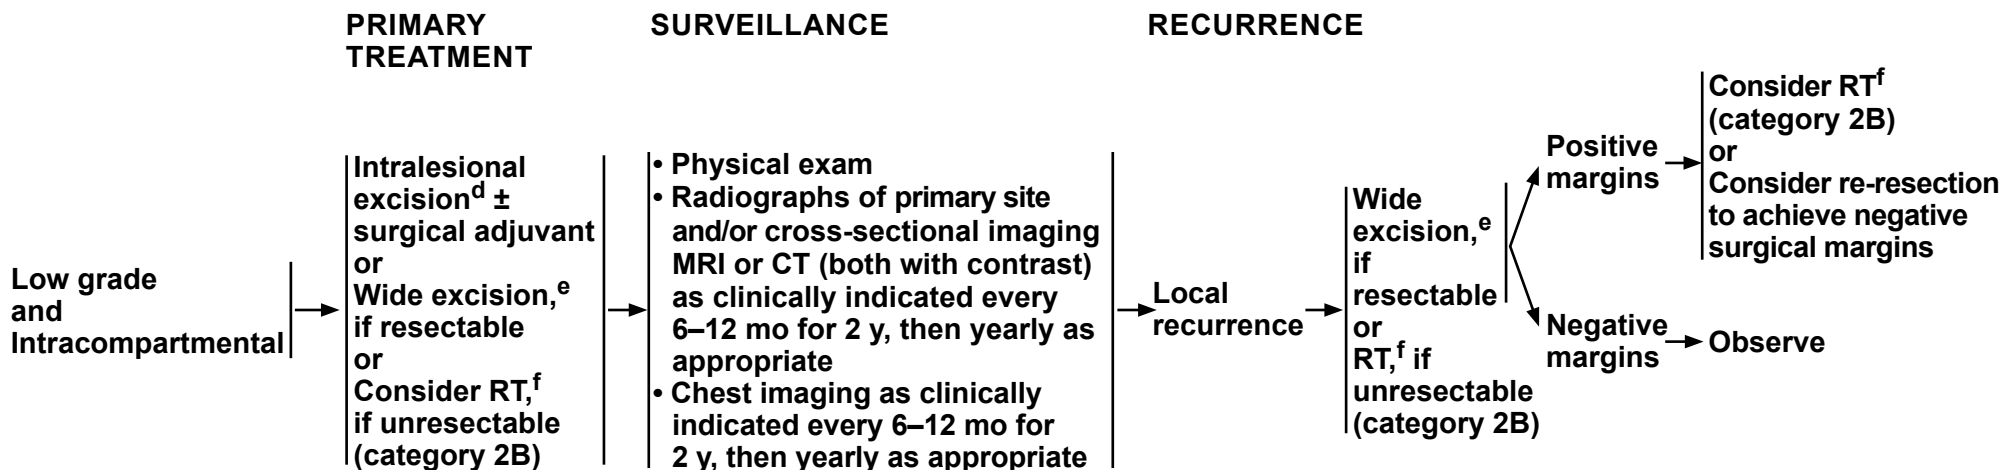 PRIMARY
TREATMENT
SURVEILLANCE
RECURRENCE
Low grade
and
Intracompartmental
Intralesional
excisionᵈ ±
surgical adjuvant
or
Wide excision,ᵉ
if resectable
or
Consider RT,ᶠ
if unresectable
(category 2B)
• Physical exam
• Radiographs of primary site
and/or cross-sectional imaging
MRI or CT (both with contrast)
as clinically indicated every
6–12 mo for 2 y, then yearly as
appropriate
• Chest imaging as clinically
indicated every 6–12 mo for
2 y, then yearly as appropriate
Local
recurrence
Wide
excision,ᵉ
if
resectable
or
RT,ᶠ if
unresectable
(category 2B)
Positive
margins
Consider RTᶠ
(category 2B)
or
Consider re-resection
to achieve negative
surgical margins
Negative
margins
Observe